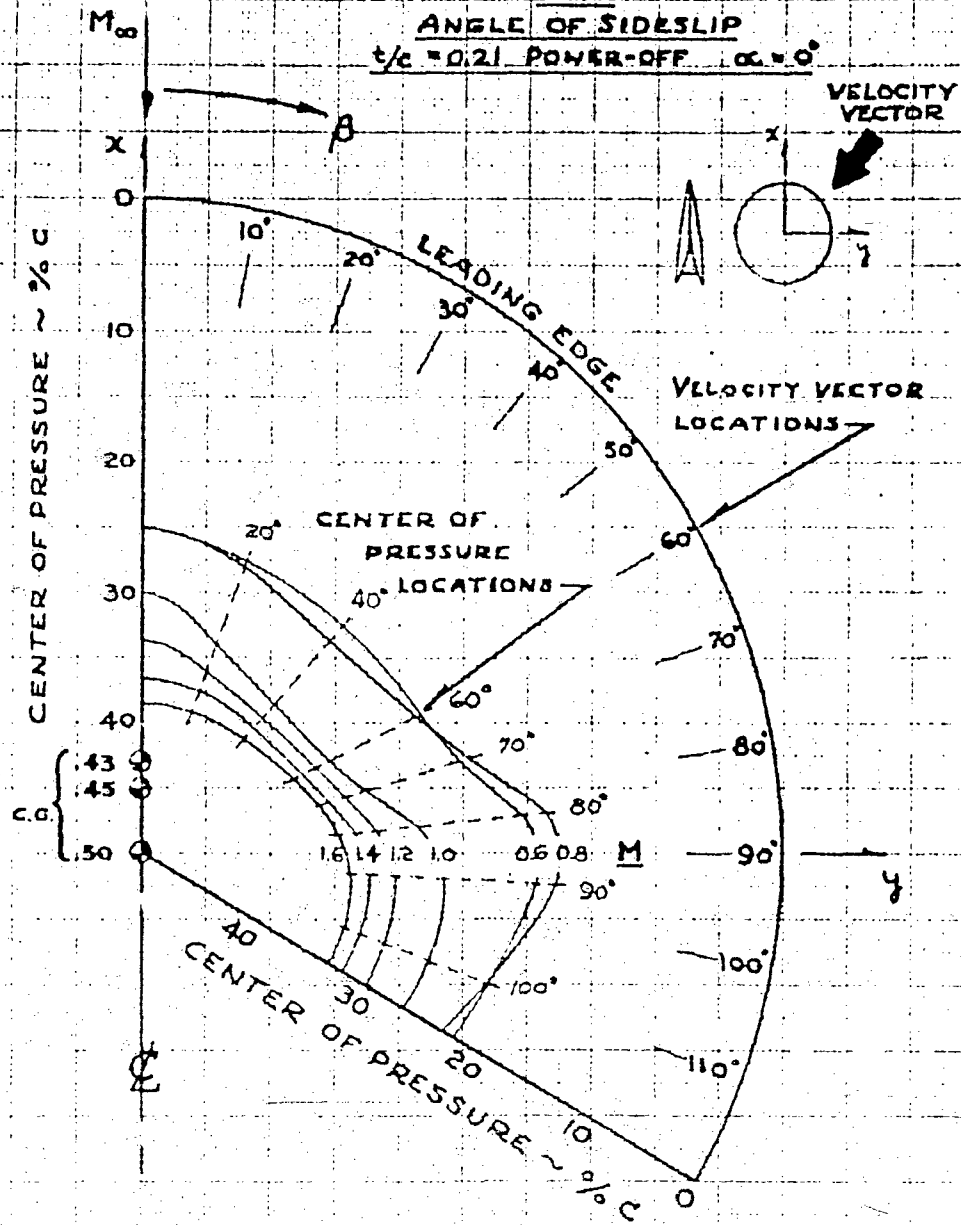 ANGLE OF SIDESLIP
t/c = 0.21 POWER-OFF α = 0°
M∞
β
VELOCITY
VECTOR
x
y
x
0
10
20
30
40
CENTER OF PRESSURE ~ % C
10°
20°
30°
40°
50°
60°
70°
80°
90°
100°
110°
LEADING EDGE
VELOCITY VECTOR
LOCATIONS
CENTER OF
PRESSURE
LOCATIONS
20°
40°
60°
70°
80°
90°
100°
C.G.
.43
.45
.50
1.6 1.4 1.2 1.0 0.6 0.8 M
y
40
30
20
10
0
CENTER OF PRESSURE ~ % C
℄